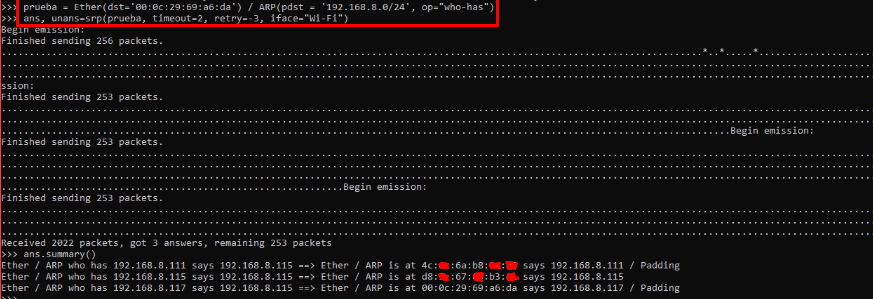 >>> prueba = Ether(dst='00:0c:29:69:a6:da') / ARP(pdst = '192.168.8.0/24', op="who-has")
>>> ans, unans=srp(prueba, timeout=2, retry=-3, iface="Wi-Fi")
Begin emission:
Finished sending 256 packets.
*..*.....*
ssion:
Finished sending 253 packets.
Begin emission:
Finished sending 253 packets.
Begin emission:
Finished sending 253 packets.
Received 2022 packets, got 3 answers, remaining 253 packets
>>> ans.summary()
Ether / ARP who has 192.168.8.111 says 192.168.8.115 ==> Ether / ARP is at 4c: :6a:b8: says 192.168.8.111 / Padding
Ether / ARP who has 192.168.8.115 says 192.168.8.115 ==> Ether / ARP is at d8: :67: :b3: says 192.168.8.115
Ether / ARP who has 192.168.8.117 says 192.168.8.115 ==> Ether / ARP is at 00:0c:29:69:a6:da says 192.168.8.117 / Padding
>>>